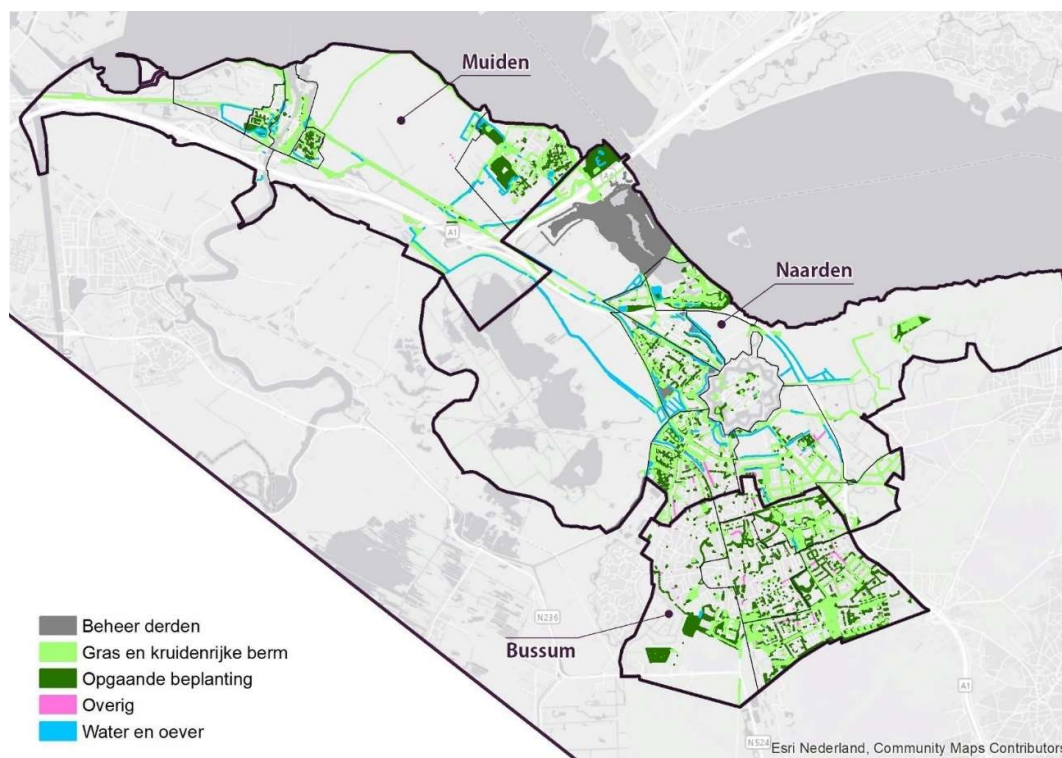 Muiden
A1
Naarden
Bussum
N236
A1
N524
Beheer derden
Gras en kruidenrijke berm
Opgaande beplanting
Overig
Water en oever
Esri Nederland, Community Maps Contributors